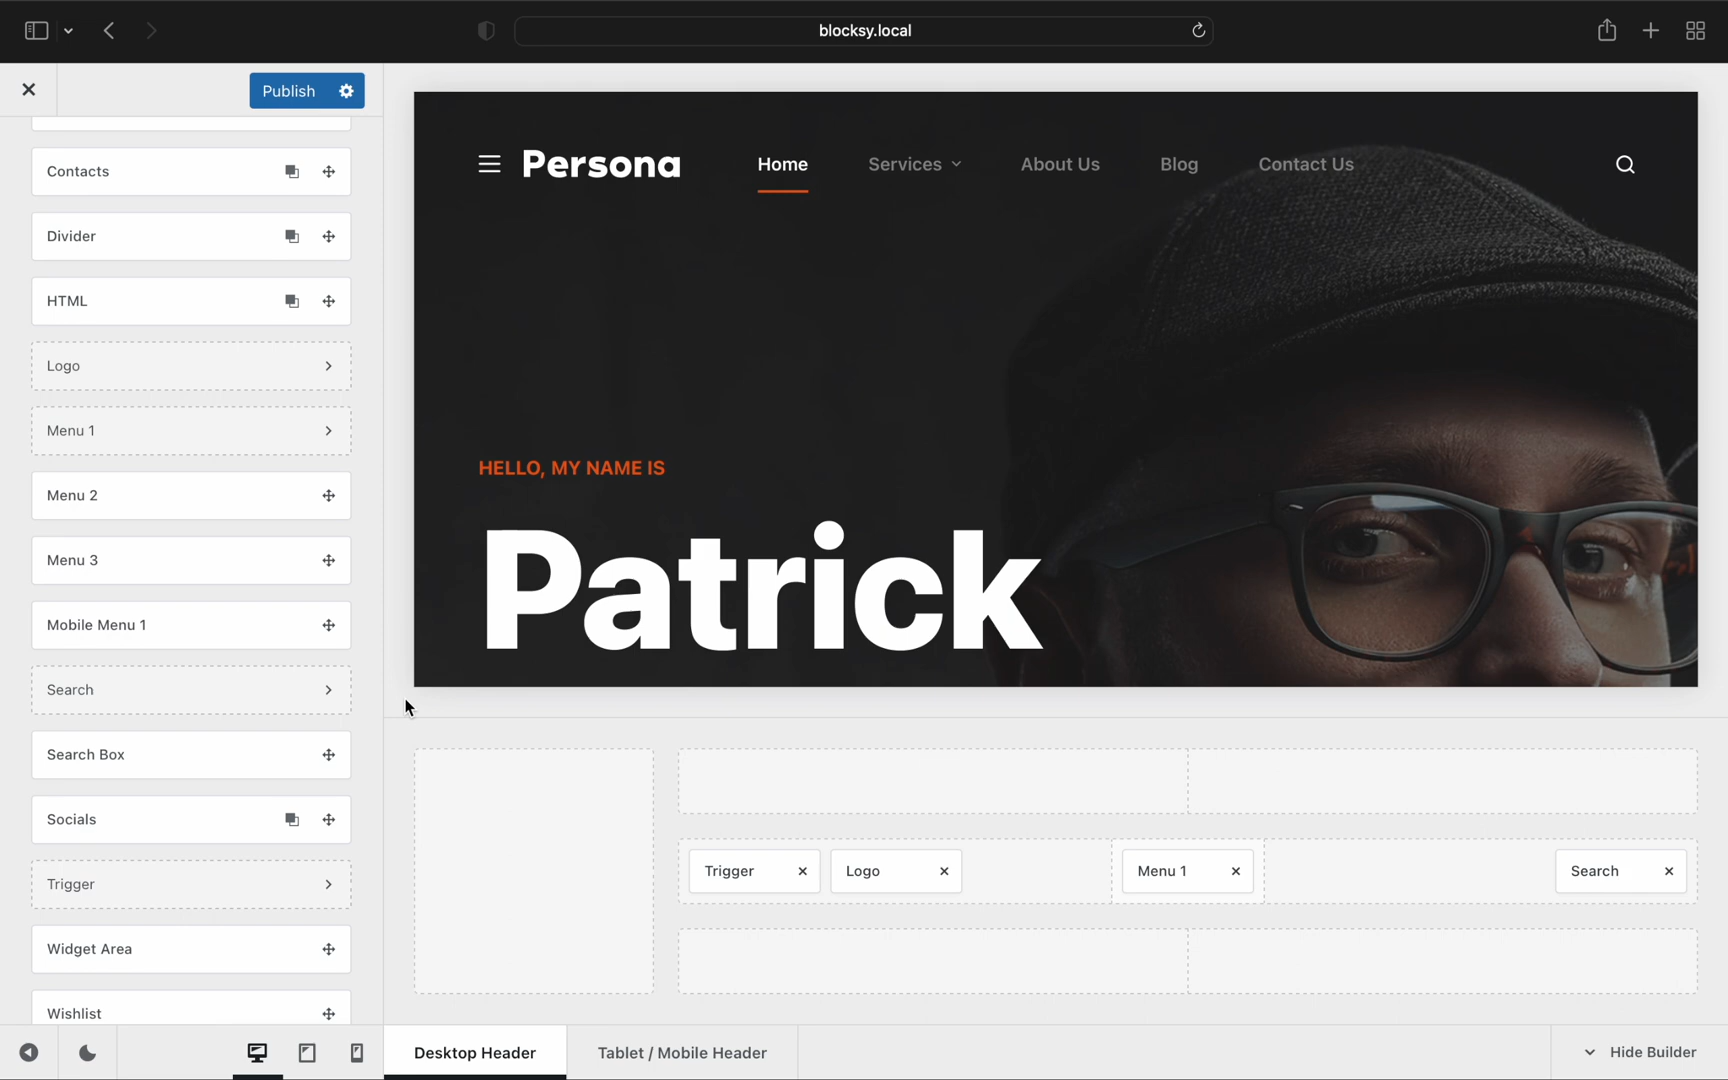 blocksy.local
Publish
Contacts
Divider
HTML
Logo
Menu 1
Menu 2
Menu 3
Mobile Menu 1
Search
Search Box
Socials
Trigger
Widget Area
Wishlist
Persona
Home
Services
About Us
Blog
Contact Us
HELLO, MY NAME IS
Patrick
Trigger
Logo
Menu 1
Search
Desktop Header
Tablet / Mobile Header
Hide Builder